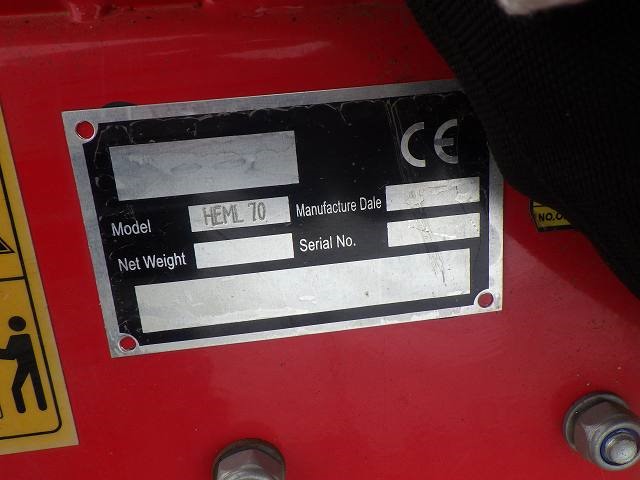 CE
Model HEML 70 Manufacture Dale
Net Weight Serial No.